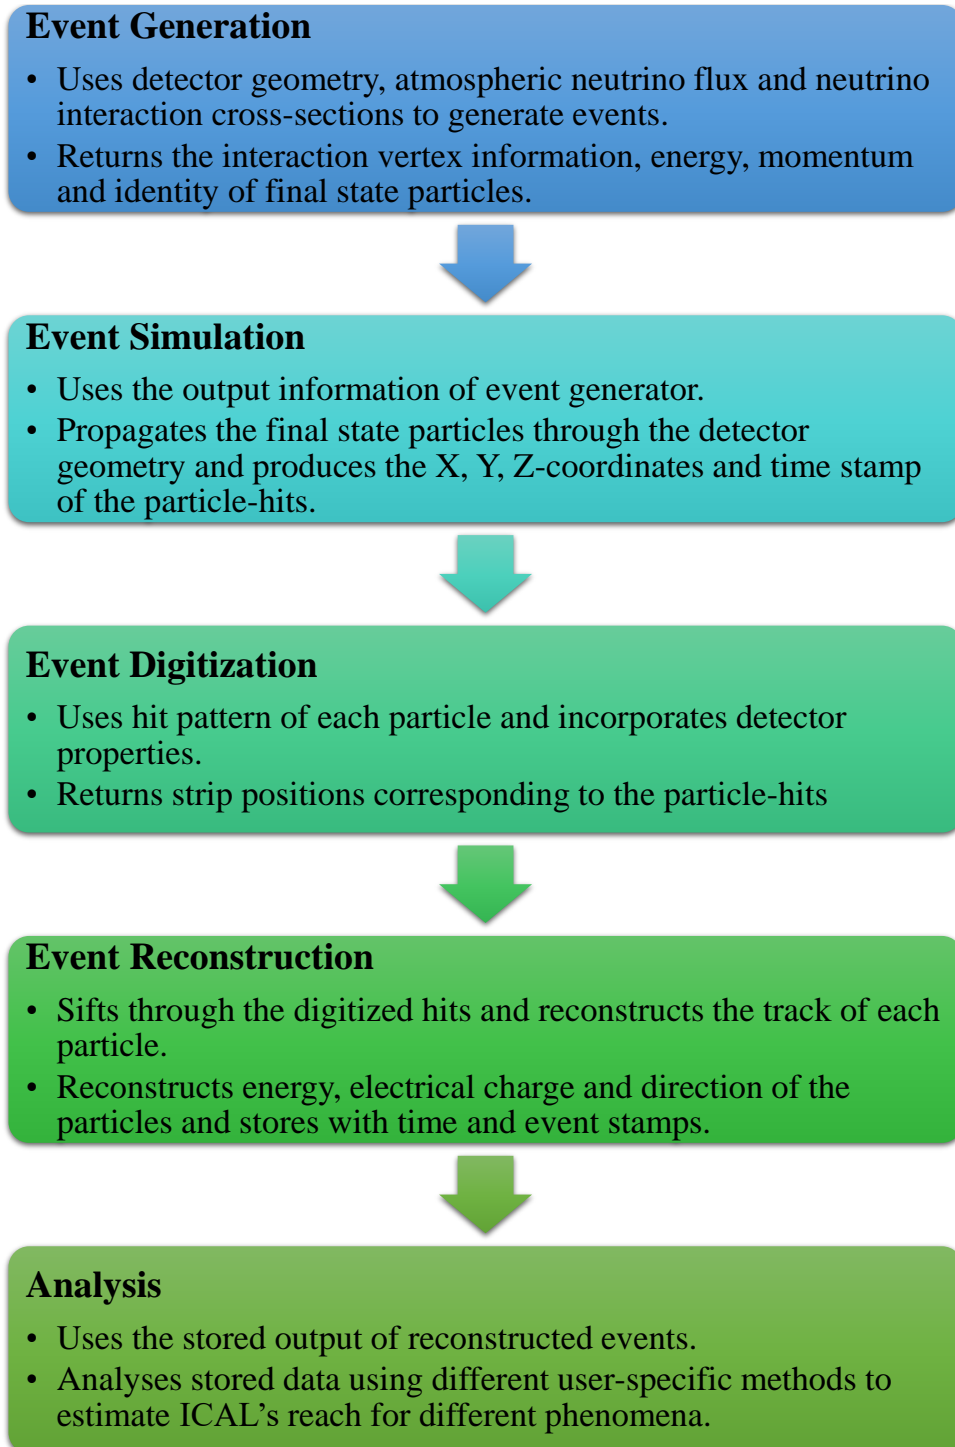 Event Generation
• Uses detector geometry, atmospheric neutrino flux and neutrino
interaction cross-sections to generate events.
• Returns the interaction vertex information, energy, momentum
and identity of final state particles.
Event Simulation
• Uses the output information of event generator.
• Propagates the final state particles through the detector
geometry and produces the X, Y, Z-coordinates and time stamp
of the particle-hits.
Event Digitization
• Uses hit pattern of each particle and incorporates detector
properties.
• Returns strip positions corresponding to the particle-hits
Event Reconstruction
• Sifts through the digitized hits and reconstructs the track of each
particle.
• Reconstructs energy, electrical charge and direction of the
particles and stores with time and event stamps.
Analysis
• Uses the stored output of reconstructed events.
• Analyses stored data using different user-specific methods to
estimate ICAL’s reach for different phenomena.